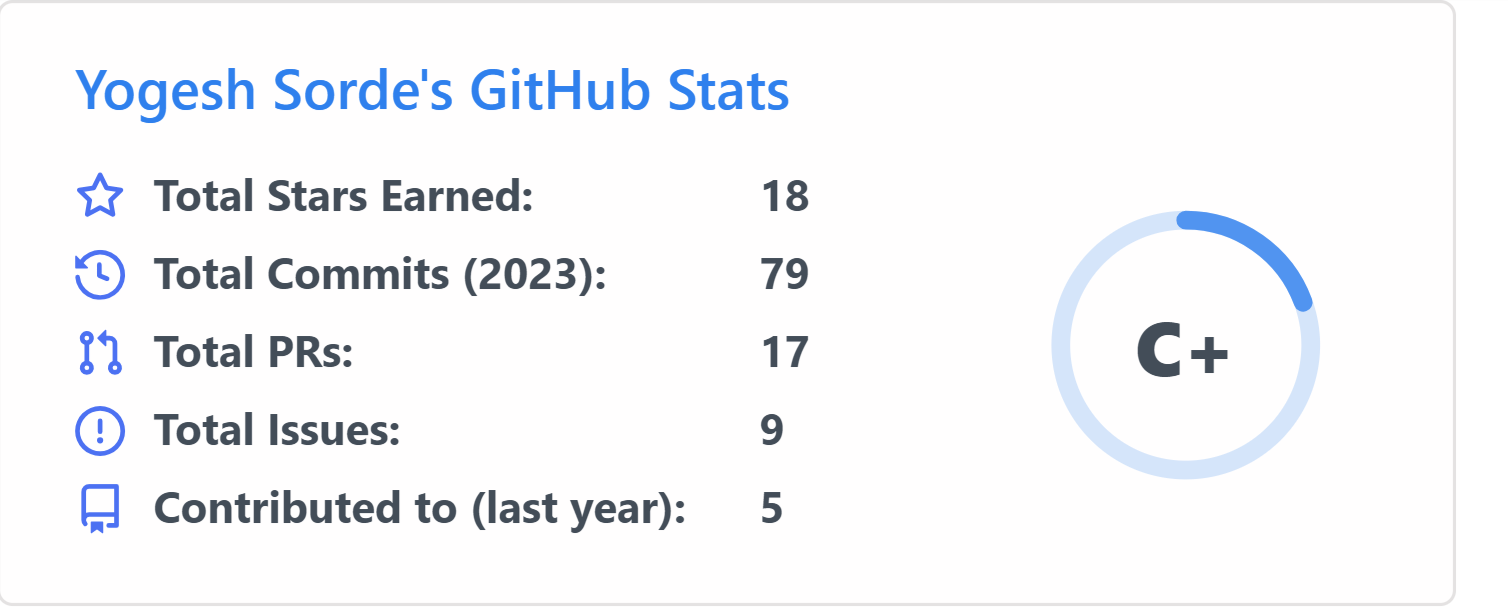 Yogesh Sorde's GitHub Stats
Total Stars Earned: 18
Total Commits (2023): 79
Total PRs: 17
Total Issues: 9
Contributed to (last year): 5
C+